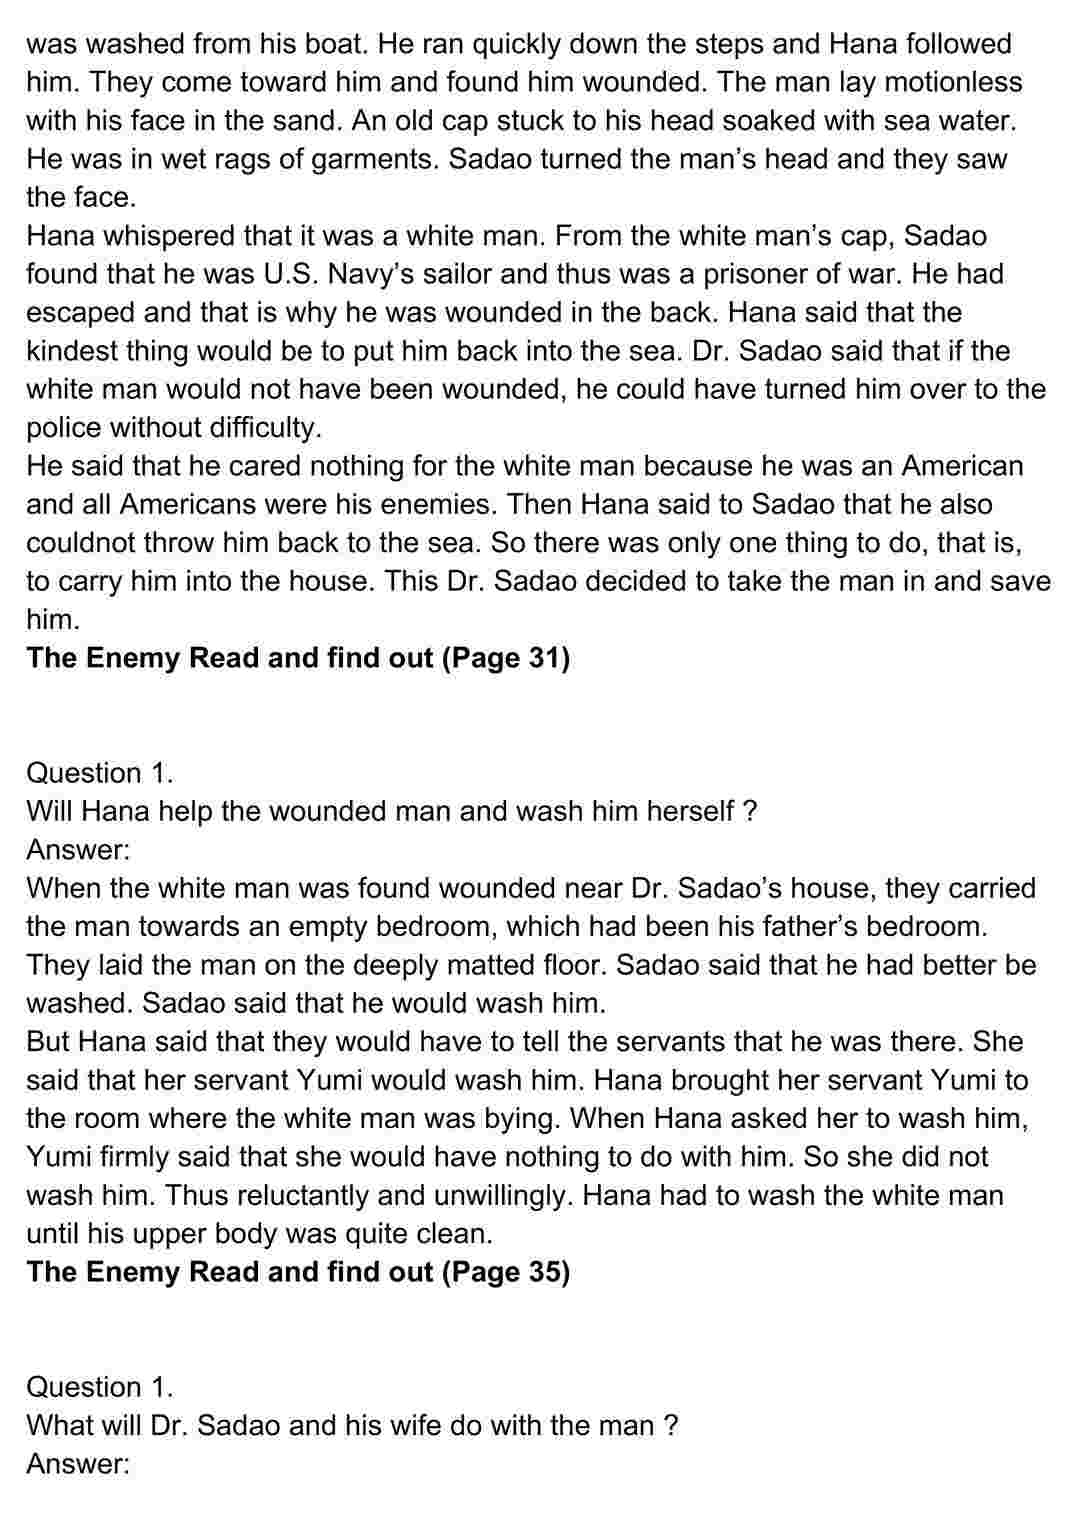 was washed from his boat. He ran quickly down the steps and Hana followed
him. They come toward him and found him wounded. The man lay motionless
with his face in the sand. An old cap stuck to his head soaked with sea water.
He was in wet rags of garments. Sadao turned the man’s head and they saw
the face.
Hana whispered that it was a white man. From the white man’s cap, Sadao
found that he was U.S. Navy’s sailor and thus was a prisoner of war. He had
escaped and that is why he was wounded in the back. Hana said that the
kindest thing would be to put him back into the sea. Dr. Sadao said that if the
white man would not have been wounded, he could have turned him over to the
police without difficulty.
He said that he cared nothing for the white man because he was an American
and all Americans were his enemies. Then Hana said to Sadao that he also
couldnot throw him back to the sea. So there was only one thing to do, that is,
to carry him into the house. This Dr. Sadao decided to take the man in and save
him.
The Enemy Read and find out (Page 31)
Question 1.
Will Hana help the wounded man and wash him herself ?
Answer:
When the white man was found wounded near Dr. Sadao’s house, they carried
the man towards an empty bedroom, which had been his father’s bedroom.
They laid the man on the deeply matted floor. Sadao said that he had better be
washed. Sadao said that he would wash him.
But Hana said that they would have to tell the servants that he was there. She
said that her servant Yumi would wash him. Hana brought her servant Yumi to
the room where the white man was bying. When Hana asked her to wash him,
Yumi firmly said that she would have nothing to do with him. So she did not
wash him. Thus reluctantly and unwillingly. Hana had to wash the white man
until his upper body was quite clean.
The Enemy Read and find out (Page 35)
Question 1.
What will Dr. Sadao and his wife do with the man ?
Answer: